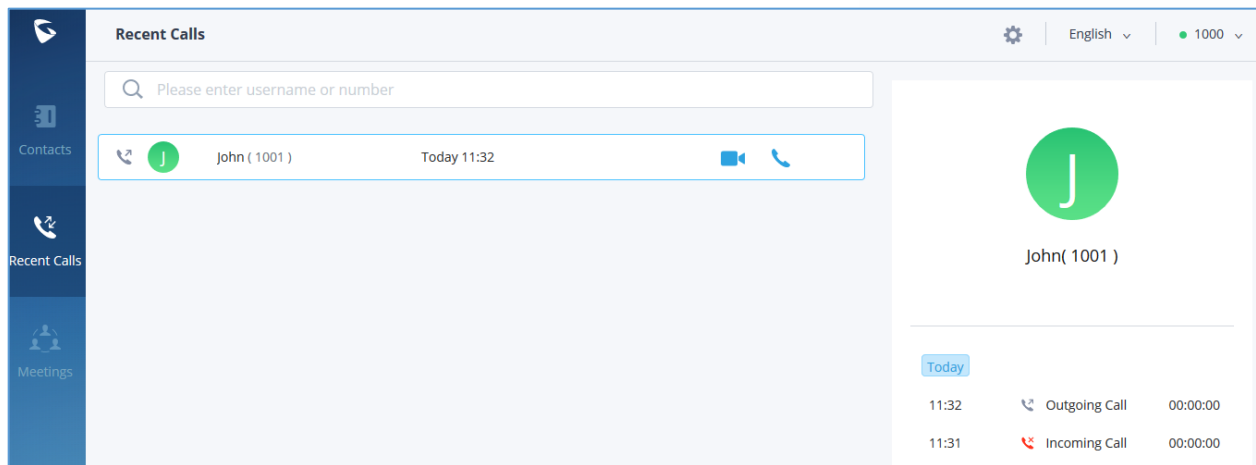 Recent Calls
English
1000
Please enter username or number
Contacts
J
John ( 1001 )
Today 11:32
Recent Calls
Meetings
J
John( 1001 )
Today
11:32 Outgoing Call 00:00:00
11:31 Incoming Call 00:00:00